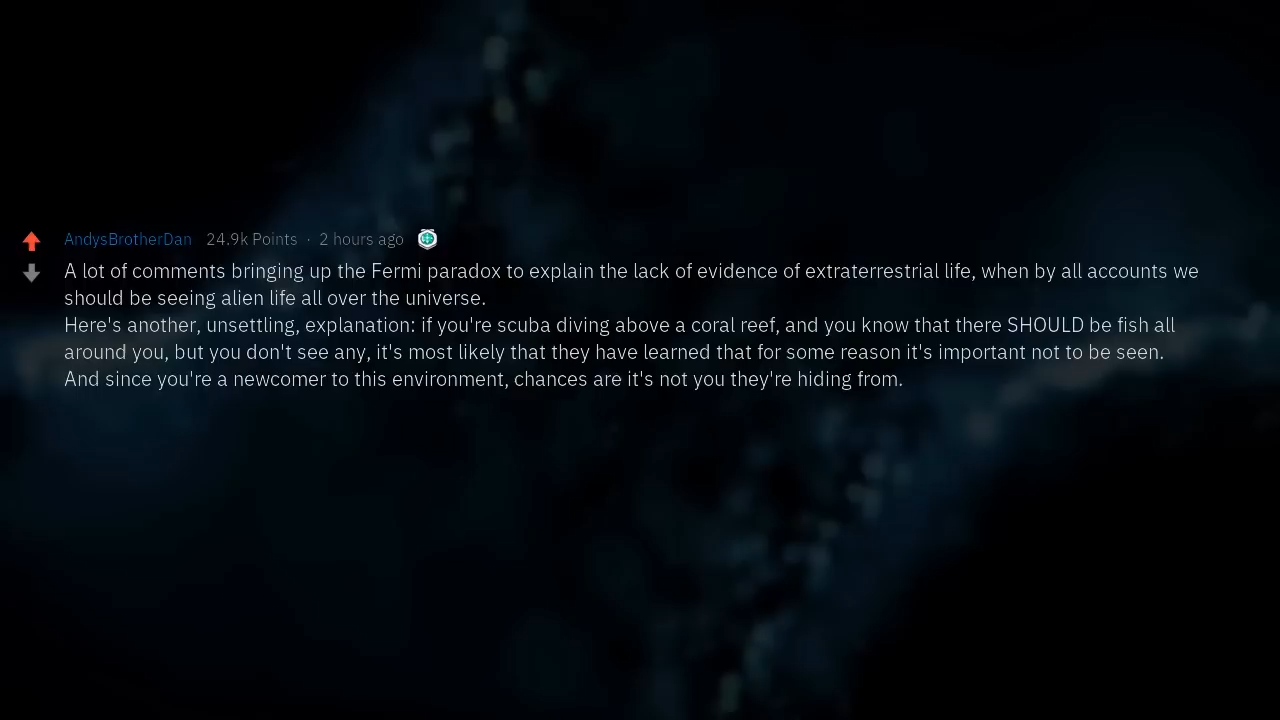 AndysBrotherDan 24.9k Points · 2 hours ago
A lot of comments bringing up the Fermi paradox to explain the lack of evidence of extraterrestrial life, when by all accounts we
should be seeing alien life all over the universe.
Here's another, unsettling, explanation: if you're scuba diving above a coral reef, and you know that there SHOULD be fish all
around you, but you don't see any, it's most likely that they have learned that for some reason it's important not to be seen.
And since you're a newcomer to this environment, chances are it's not you they're hiding from.